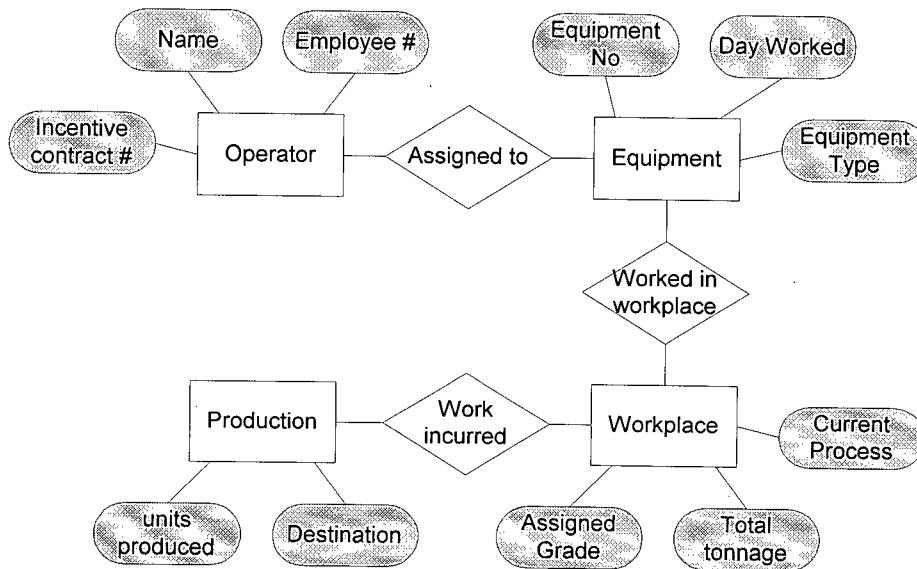 Name
Employee #
Equipment
No
Day Worked
Incentive
contract #
Operator
Assigned to
Equipment
Equipment
Type
Worked in
workplace
Production
Work
incurred
Workplace
Current
Process
units
produced
Destination
Assigned
Grade
Total
tonnage